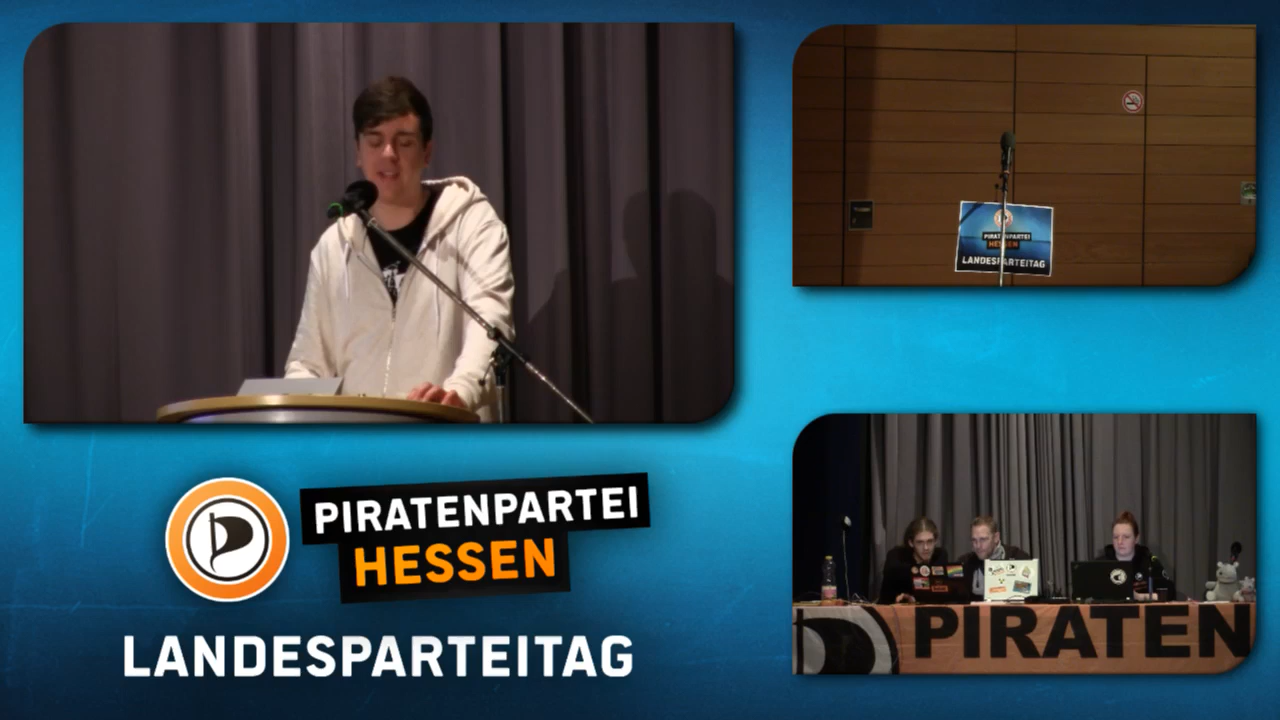 PIRATENPARTEI
HESSEN
LANDESPARTEITAG
PIRATENPARTEI
HESSEN
LANDESPARTEITAG
PIRATEN